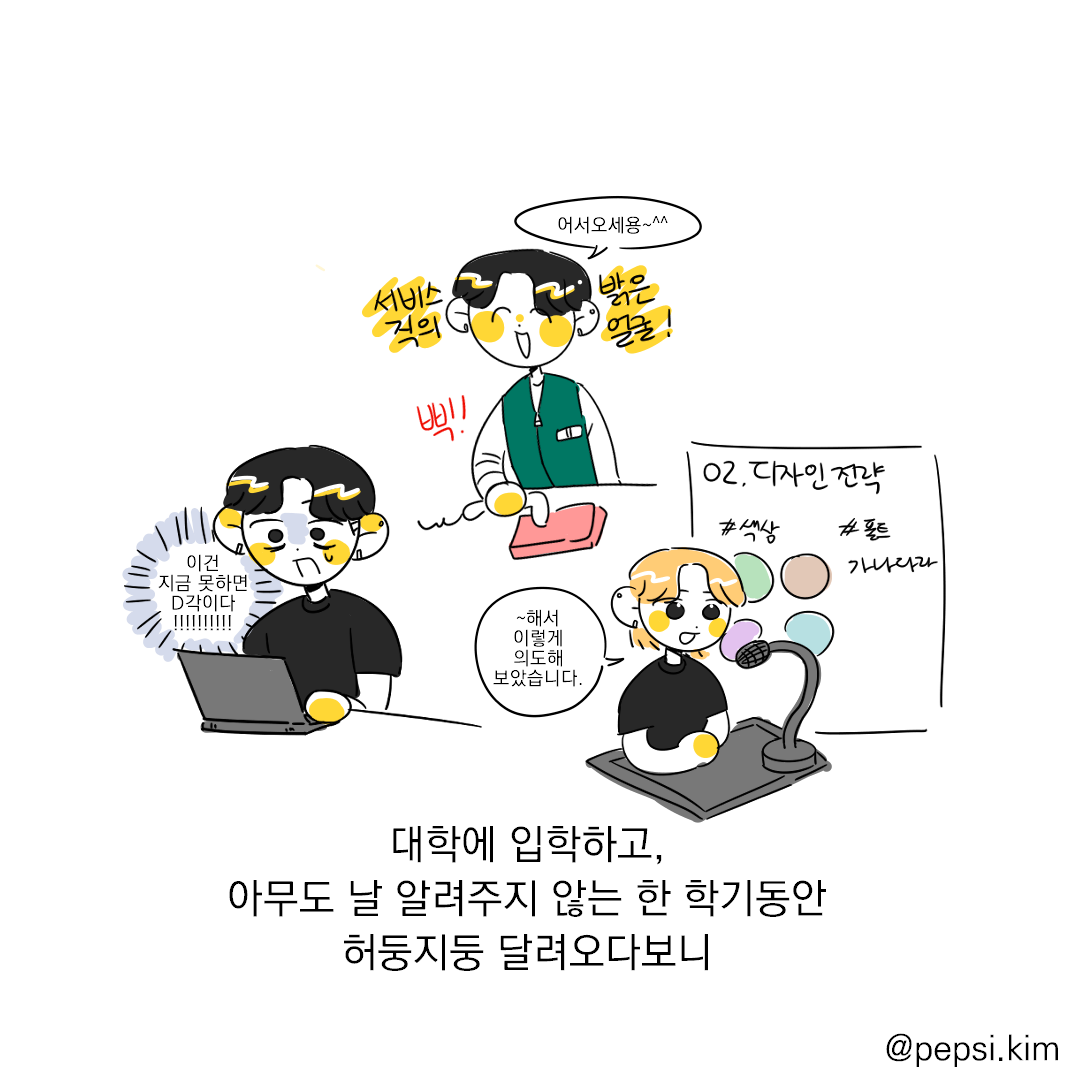 어서오세용~^^
서비스
직의
밝은
얼굴!
삑!!
이건
지금 못하면
D각이다
!!!!!!!!!!
02. 디자인 전략
#색상
#폰트
가나다라
~해서
이렇게
의도해
보았습니다.
대학에 입학하고,
아무도 날 알려주지 않는 한 학기동안
허둥지둥 달려오다보니
@pepsi.kim